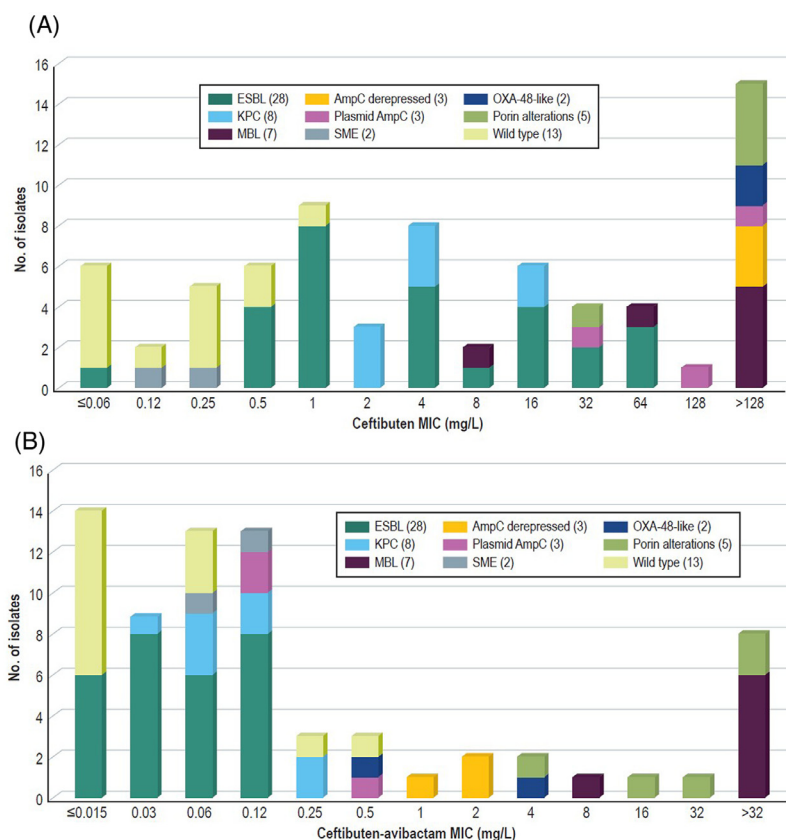 (A)
16
14
12
10
8
6
4
2
0
No. of isolates
ESBL (28) AmpC derepressed (3) OXA-48-like (2)
KPC (8) Plasmid AmpC (3) Porin alterations (5)
MBL (7) SME (2) Wild type (13)
≤0.06 0.12 0.25 0.5 1 2 4 8 16 32 64 128 >128
Ceftibuten MIC (mg/L)
(B)
16
14
12
10
8
6
4
2
0
No. of isolates
ESBL (28) AmpC derepressed (3) OXA-48-like (2)
KPC (8) Plasmid AmpC (3) Porin alterations (5)
MBL (7) SME (2) Wild type (13)
≤0.015 0.03 0.06 0.12 0.25 0.5 1 2 4 8 16 32 >32
Ceftibuten-avibactam MIC (mg/L)